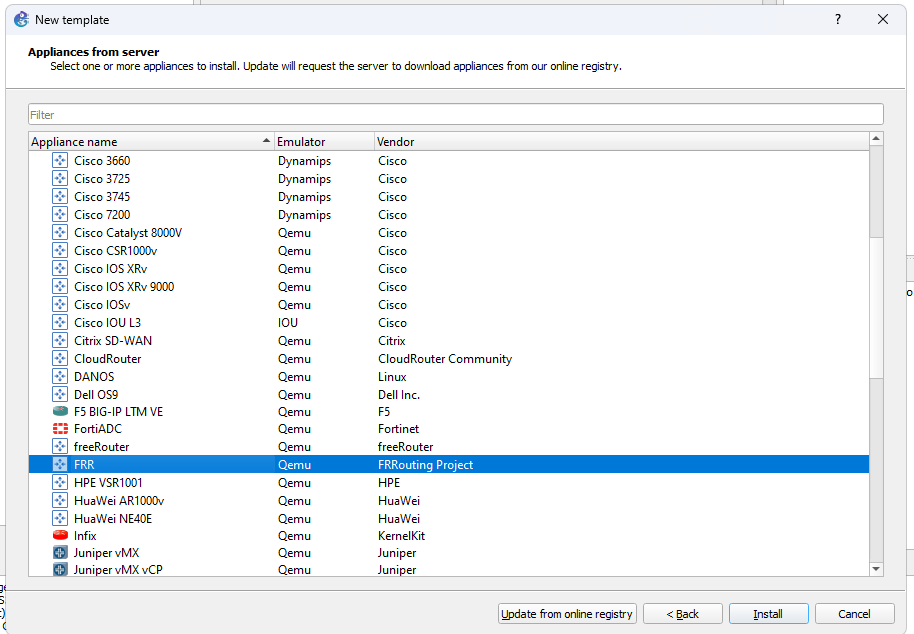 New template
?
Appliances from server
Select one or more appliances to install. Update will request the server to download appliances from our online registry.
Filter
Appliance name Emulator Vendor
Cisco 3660 Dynamips Cisco
Cisco 3725 Dynamips Cisco
Cisco 3745 Dynamips Cisco
Cisco 7200 Dynamips Cisco
Cisco Catalyst 8000V Qemu Cisco
Cisco CSR1000v Qemu Cisco
Cisco IOS XRv Qemu Cisco
Cisco IOS XRv 9000 Qemu Cisco
Cisco IOSv Qemu Cisco
Cisco IOU L3 IOU Cisco
Citrix SD-WAN Qemu Citrix
CloudRouter Qemu CloudRouter Community
DANOS Qemu Linux
Dell OS9 Qemu Dell Inc.
F5 BIG-IP LTM VE Qemu F5
FortiADC Qemu Fortinet
freeRouter Qemu freeRouter
FRR Qemu FRRouting Project
HPE VSR1001 Qemu HPE
HuaWei AR1000v Qemu HuaWei
HuaWei NE40E Qemu HuaWei
Infix Qemu KernelKit
Juniper vMX Qemu Juniper
Juniper vMX vCP Qemu Juniper
Update from online registry < Back Install Cancel